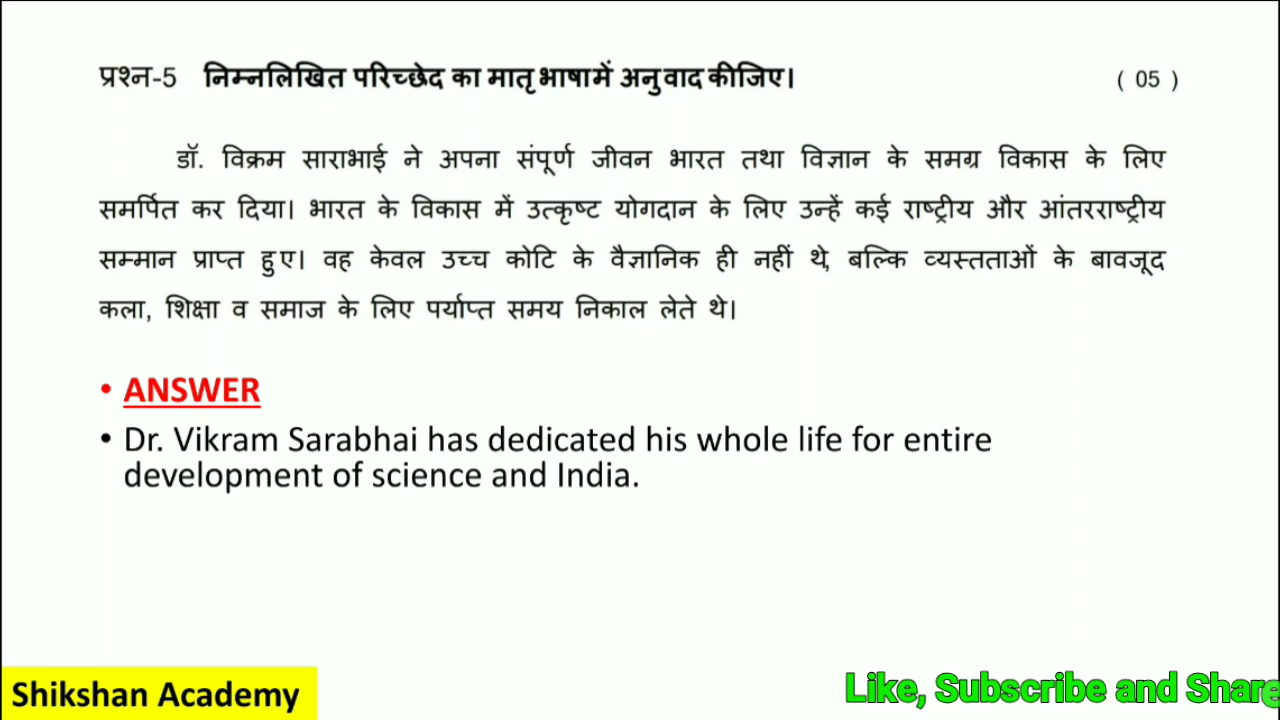 प्रश्न-5 निम्नलिखित परिच्छेद का मातृभाषा में अनुवाद कीजिए। ( 05 )
डॉ. विक्रम साराभाई ने अपना संपूर्ण जीवन भारत तथा विज्ञान के समग्र विकास के लिए
समर्पित कर दिया। भारत के विकास में उत्कृष्ट योगदान के लिए उन्हें कई राष्ट्रीय और आंतरराष्ट्रीय
सम्मान प्राप्त हुए। वह केवल उच्च कोटि के वैज्ञानिक ही नहीं थे, बल्कि व्यस्तताओं के बावजूद
कला, शिक्षा व समाज के लिए पर्याप्त समय निकाल लेते थे।
• ANSWER
• Dr. Vikram Sarabhai has dedicated his whole life for entire
development of science and India.
Shikshan Academy
Like, Subscribe and Share